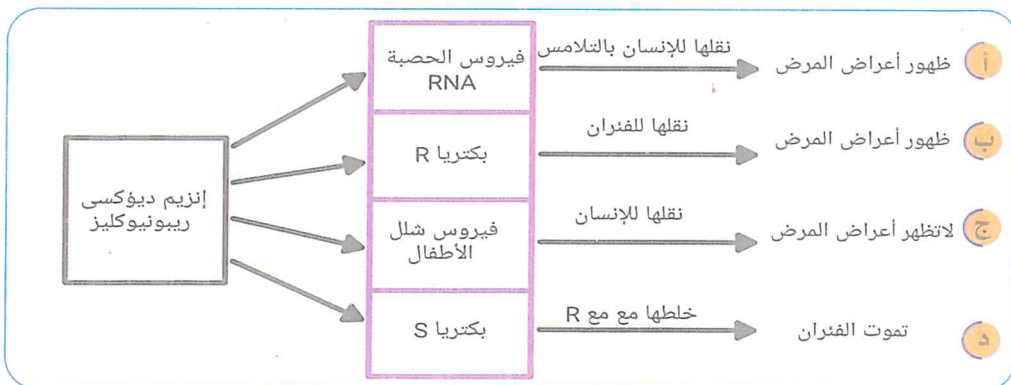 إنزيم ديؤكسى
ريبونيوكليز
فيروس الحصبة
RNA
نقلها للإنسان بالتلامس
أ
ظهور أعراض المرض
بكتريا R
نقلها للفئران
ب
ظهور أعراض المرض
فيروس شلل
الأطفال
نقلها للإنسان
ج
لاتظهر أعراض المرض
بكتريا S
خلطها مع مع R
د
تموت الفئران